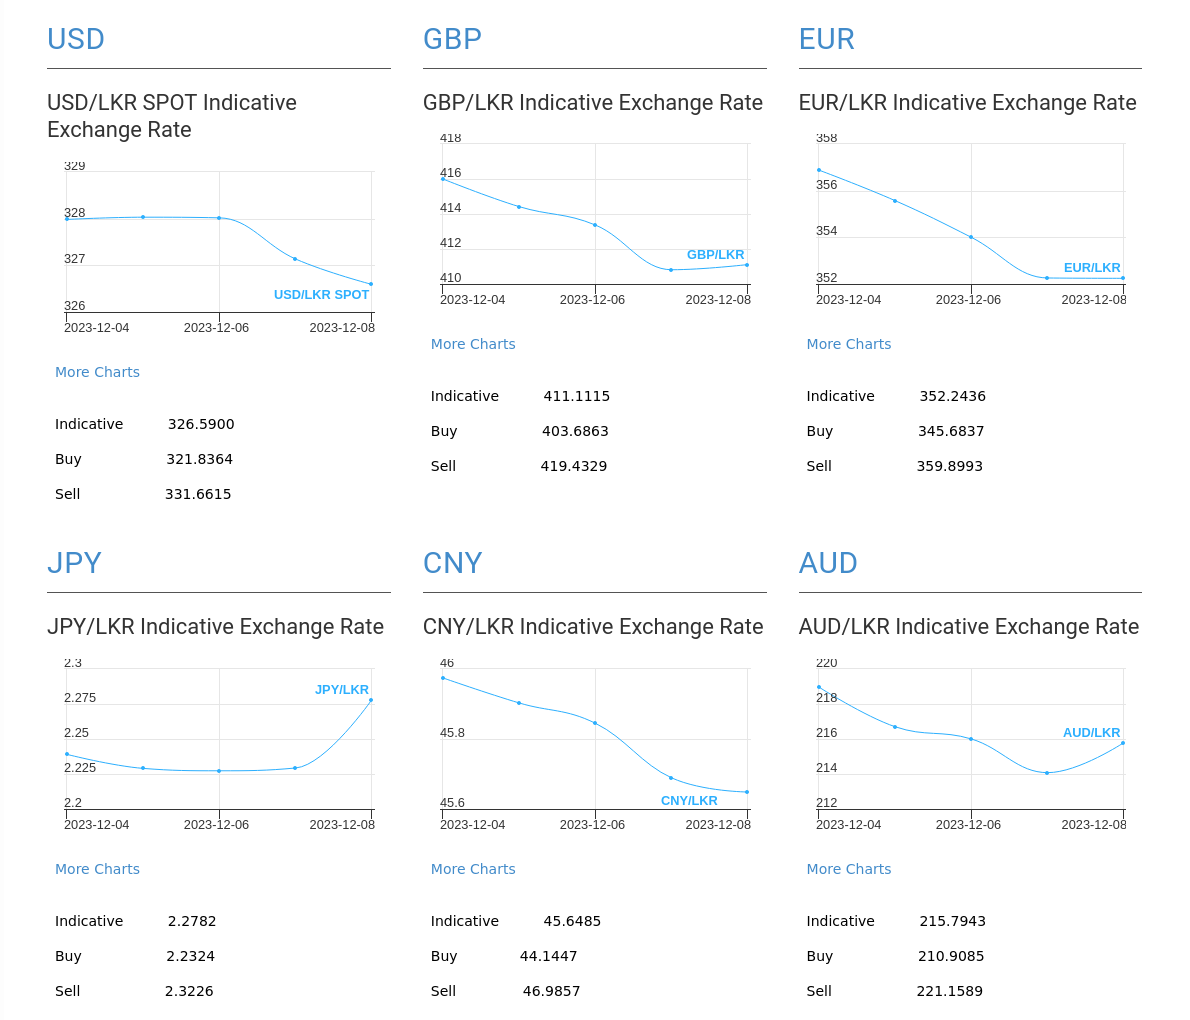 USD
USD/LKR SPOT Indicative
Exchange Rate
329
328
327
326
USD/LKR SPOT
2023-12-04 2023-12-06 2023-12-08
More Charts
Indicative 326.5900
Buy 321.8364
Sell 331.6615
GBP
GBP/LKR Indicative Exchange Rate
418
416
414
412
410
GBP/LKR
2023-12-04 2023-12-06 2023-12-08
More Charts
Indicative 411.1115
Buy 403.6863
Sell 419.4329
EUR
EUR/LKR Indicative Exchange Rate
358
356
354
352
EUR/LKR
2023-12-04 2023-12-06 2023-12-08
More Charts
Indicative 352.2436
Buy 345.6837
Sell 359.8993
JPY
JPY/LKR Indicative Exchange Rate
2.3
2.275
2.25
2.225
2.2
JPY/LKR
2023-12-04 2023-12-06 2023-12-08
More Charts
Indicative 2.2782
Buy 2.2324
Sell 2.3226
CNY
CNY/LKR Indicative Exchange Rate
46
45.8
45.6
CNY/LKR
2023-12-04 2023-12-06 2023-12-08
More Charts
Indicative 45.6485
Buy 44.1447
Sell 46.9857
AUD
AUD/LKR Indicative Exchange Rate
220
218
216
214
212
AUD/LKR
2023-12-04 2023-12-06 2023-12-08
More Charts
Indicative 215.7943
Buy 210.9085
Sell 221.1589